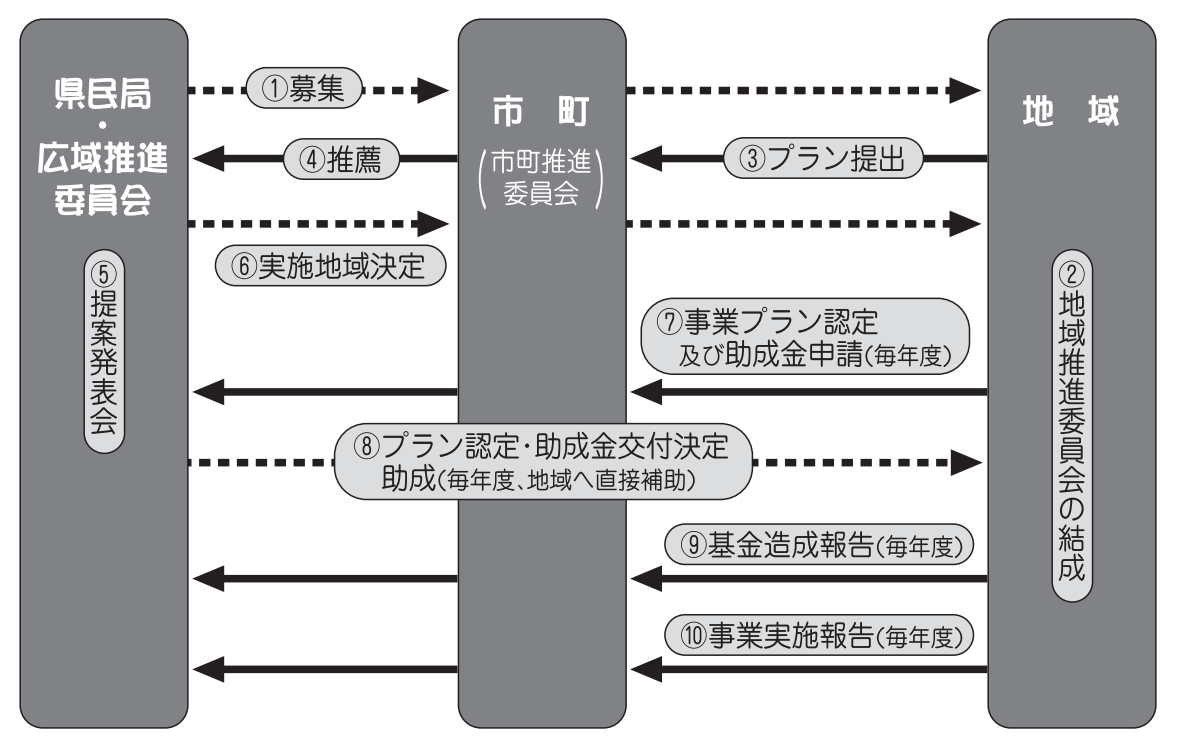 県民局
・
広域推進
委員会
⑤提案発表会
①募集
④推薦
⑥実施地域決定
市 町
(市町推進
委員会)
③プラン提出
⑦事業プラン認定
及び助成金申請(毎年度)
⑧プラン認定・助成金交付決定
助成(毎年度、地域へ直接補助)
⑨基金造成報告(毎年度)
⑩事業実施報告(毎年度)
地 域
②地域推進委員会の結成